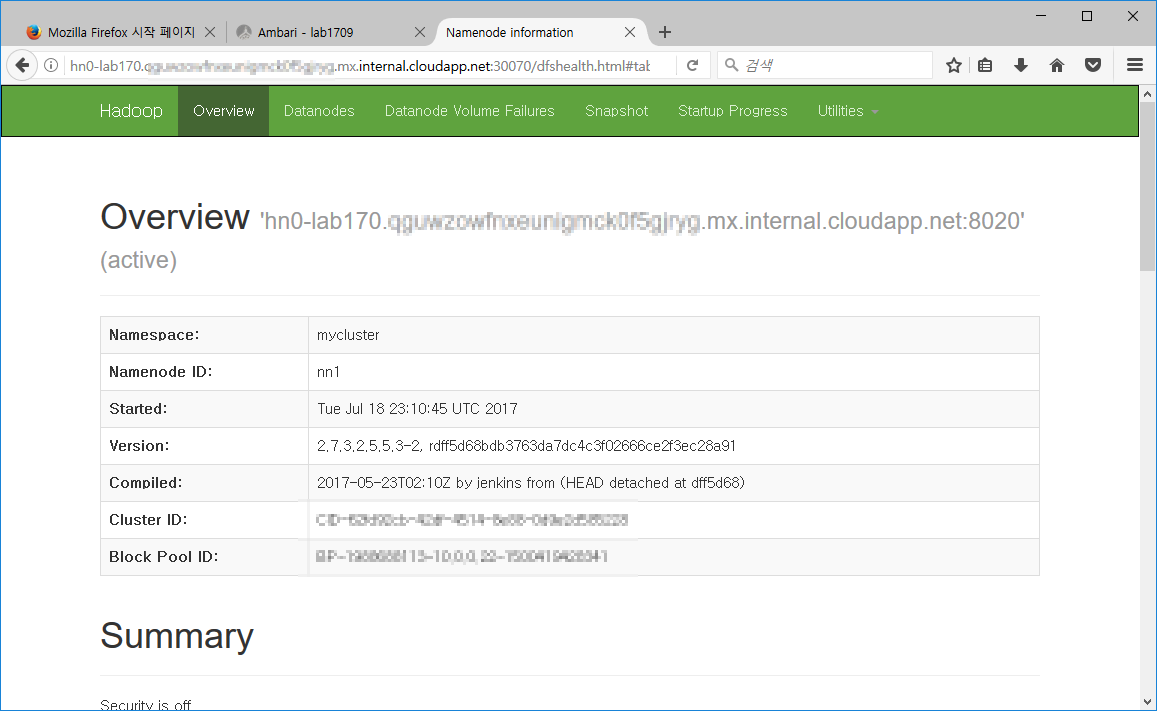 Mozilla Firefox 시작 페이지
Ambari - lab1709
Namenode information
hn0-lab170. .mx.internal.cloudapp.net:30070/dfshealth.html#tab
검색
Hadoop Overview Datanodes Datanode Volume Failures Snapshot Startup Progress Utilities
Overview 'hn0-lab170. .mx.internal.cloudapp.net:8020'
(active)
Namespace: mycluster
Namenode ID: nn1
Started: Tue Jul 18 23:10:45 UTC 2017
Version: 2.7.3.2.5.5.3-2, rdff5d68bdb3763da7dc4c3f02666ce2f3ec28a91
Compiled: 2017-05-23T02:10Z by jenkins from (HEAD detached at dff5d68)
Cluster ID:
Block Pool ID:
Summary
Security is off